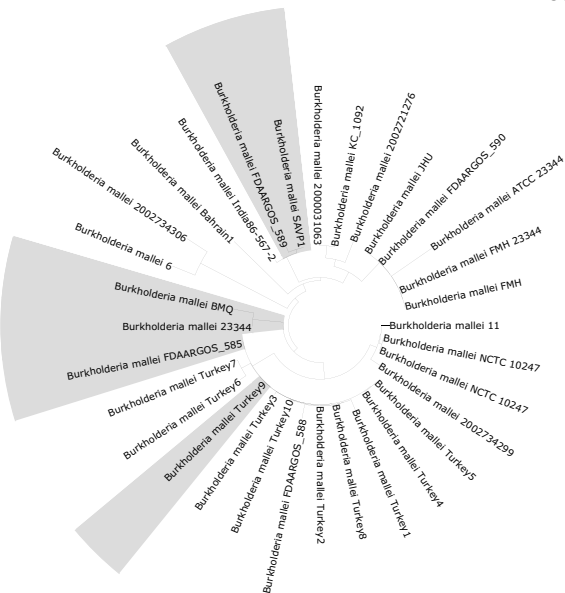 Burkholderia mallei 2000031063
Burkholderia mallei KC_1092
Burkholderia mallei 2002721276
Burkholderia mallei JHU
Burkholderia mallei FDAARGOS_590
Burkholderia mallei ATCC 23344
Burkholderia mallei FMH 23344
Burkholderia mallei FMH
Burkholderia mallei 11
Burkholderia mallei NCTC 10247
Burkholderia mallei NCTC 10247
Burkholderia mallei 2002734299
Burkholderia mallei Turkey5
Burkholderia mallei Turkey4
Burkholderia mallei Turkey1
Burkholderia mallei Turkey8
Burkholderia mallei Turkey2
Burkholderia mallei FDAARGOS_588
Burkholderia mallei Turkey10
Burkholderia mallei Turkey3
Burkholderia mallei Turkey9
Burkholderia mallei Turkey6
Burkholderia mallei Turkey7
Burkholderia mallei FDAARGOS_585
Burkholderia mallei 23344
Burkholderia mallei BMQ
Burkholderia mallei 6
Burkholderia mallei 2002734306
Burkholderia mallei Bahrain1
Burkholderia mallei India86-567-2
Burkholderia mallei FDAARGOS_589
Burkholderia mallei SAVP1